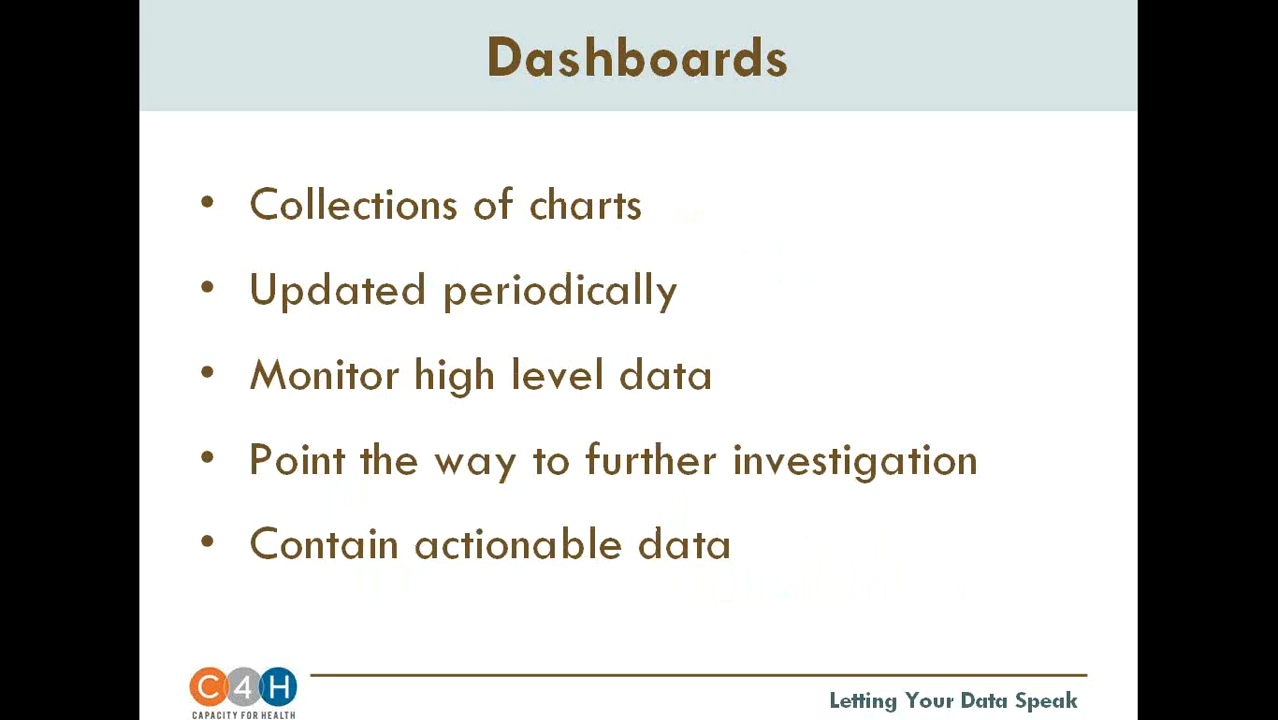 Dashboards
• Collections of charts
• Updated periodically
• Monitor high level data
• Point the way to further investigation
• Contain actionable data
C4H
CAPACITY FOR HEALTH
Letting Your Data Speak